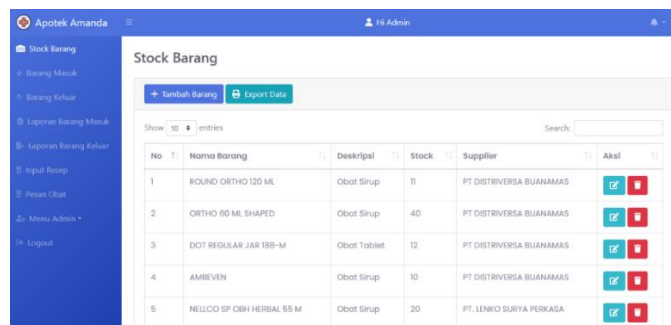 Apotek Amanda
Hi Admin
Stock Barang
Barang Masuk
Barang Keluar
Laporan Barang Masuk
Laporan Barang Keluar
Input Resep
Pesan Obat
Menu Admin
Logout
Stock Barang
+ Tambah Barang Export Data
Show 10 entries Search:
No Nama Barang Deskripsi Stock Supplier Aksi
1 ROUND ORTHO 120 ML Obat Sirup 11 PT DISTRIVERSA BUANAMAS
2 ORTHO 60 ML SHAPED Obat Sirup 40 PT DISTRIVERSA BUANAMAS
3 DOT REGULAR JAR 188-M Obat Tablet 12 PT DISTRIVERSA BUANAMAS
4 AMBEVEN Obat Sirup 10 PT DISTRIVERSA BUANAMAS
5 NELLCO SP OBH HERBAL 55 M Obat Sirup 20 PT. LENKO SURYA PERKASA